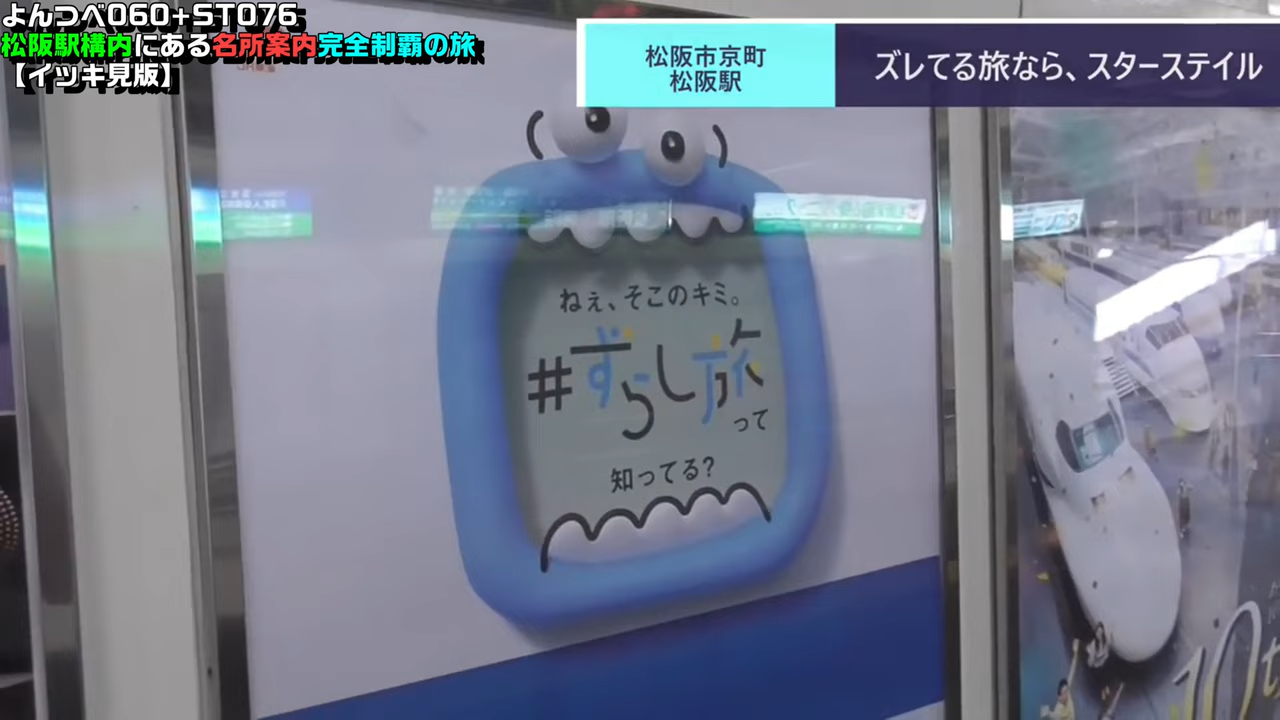 よんつべ060+ST076
松阪駅構内にある名所案内完全制覇の旅
【イツキ見版】
松阪市京町
松阪駅
ズレてる旅なら、スターステイル
ねぇ、そこのキミ。
#ずらし旅
って
知ってる?
10t